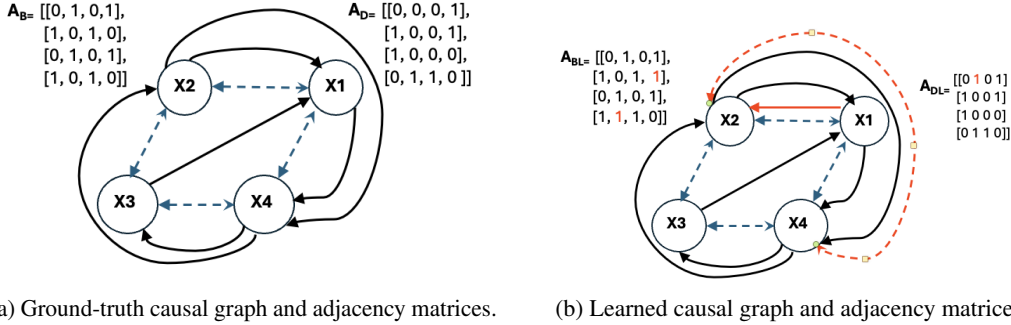 A_B= [[0, 1, 0,1],
[1, 0, 1, 0],
[0, 1, 0, 1],
[1, 0, 1, 0]]
A_D= [[0, 0, 0, 1],
[1, 0, 0, 1],
[1, 0, 0, 0],
[0, 1, 1, 0 ]]
X2
X1
X3
X4
a) Ground-truth causal graph and adjacency matrices.
A_BL= [[0, 1, 0,1],
[1, 0, 1, 1],
[0, 1, 0, 1],
[1, 1, 1, 0]]
A_DL= [[0 1 0 1]
[1 0 0 1]
[1 0 0 0]
[0 1 1 0]]
X2
X1
X3
X4
(b) Learned causal graph and adjacency matrice